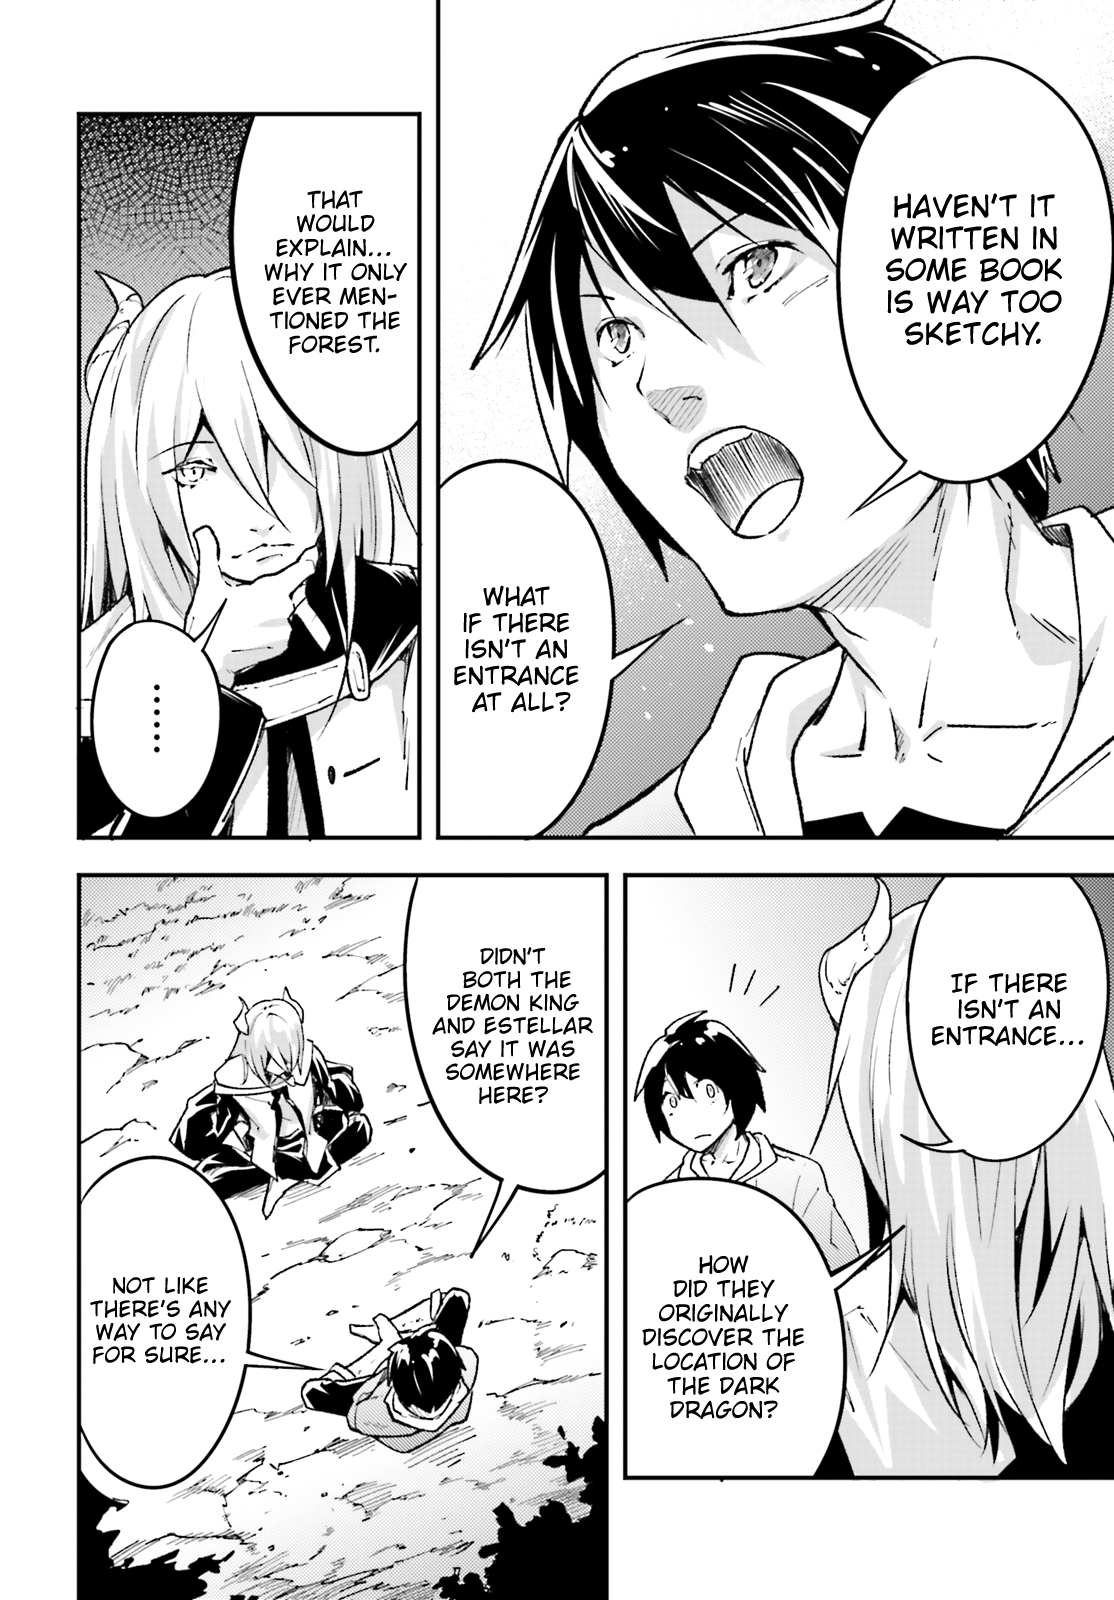 HAVEN'T IT
WRITTEN IN
SOME BOOK
IS WAY TOO
SKETCHY.
WHAT
IF THERE
ISN'T AN
ENTRANCE
AT ALL?
THAT
WOULD
EXPLAIN...
WHY IT ONLY
EVER MEN-
TIONED THE
FOREST.
......
IF THERE
ISN'T AN
ENTRANCE...
HOW
DID THEY
ORIGINALLY
DISCOVER THE
LOCATION OF
THE DARK
DRAGON?
DIDN'T
BOTH THE
DEMON KING
AND ESTELLAR
SAY IT WAS
SOMEWHERE
HERE?
NOT LIKE
THERE'S ANY
WAY TO SAY
FOR SURE...